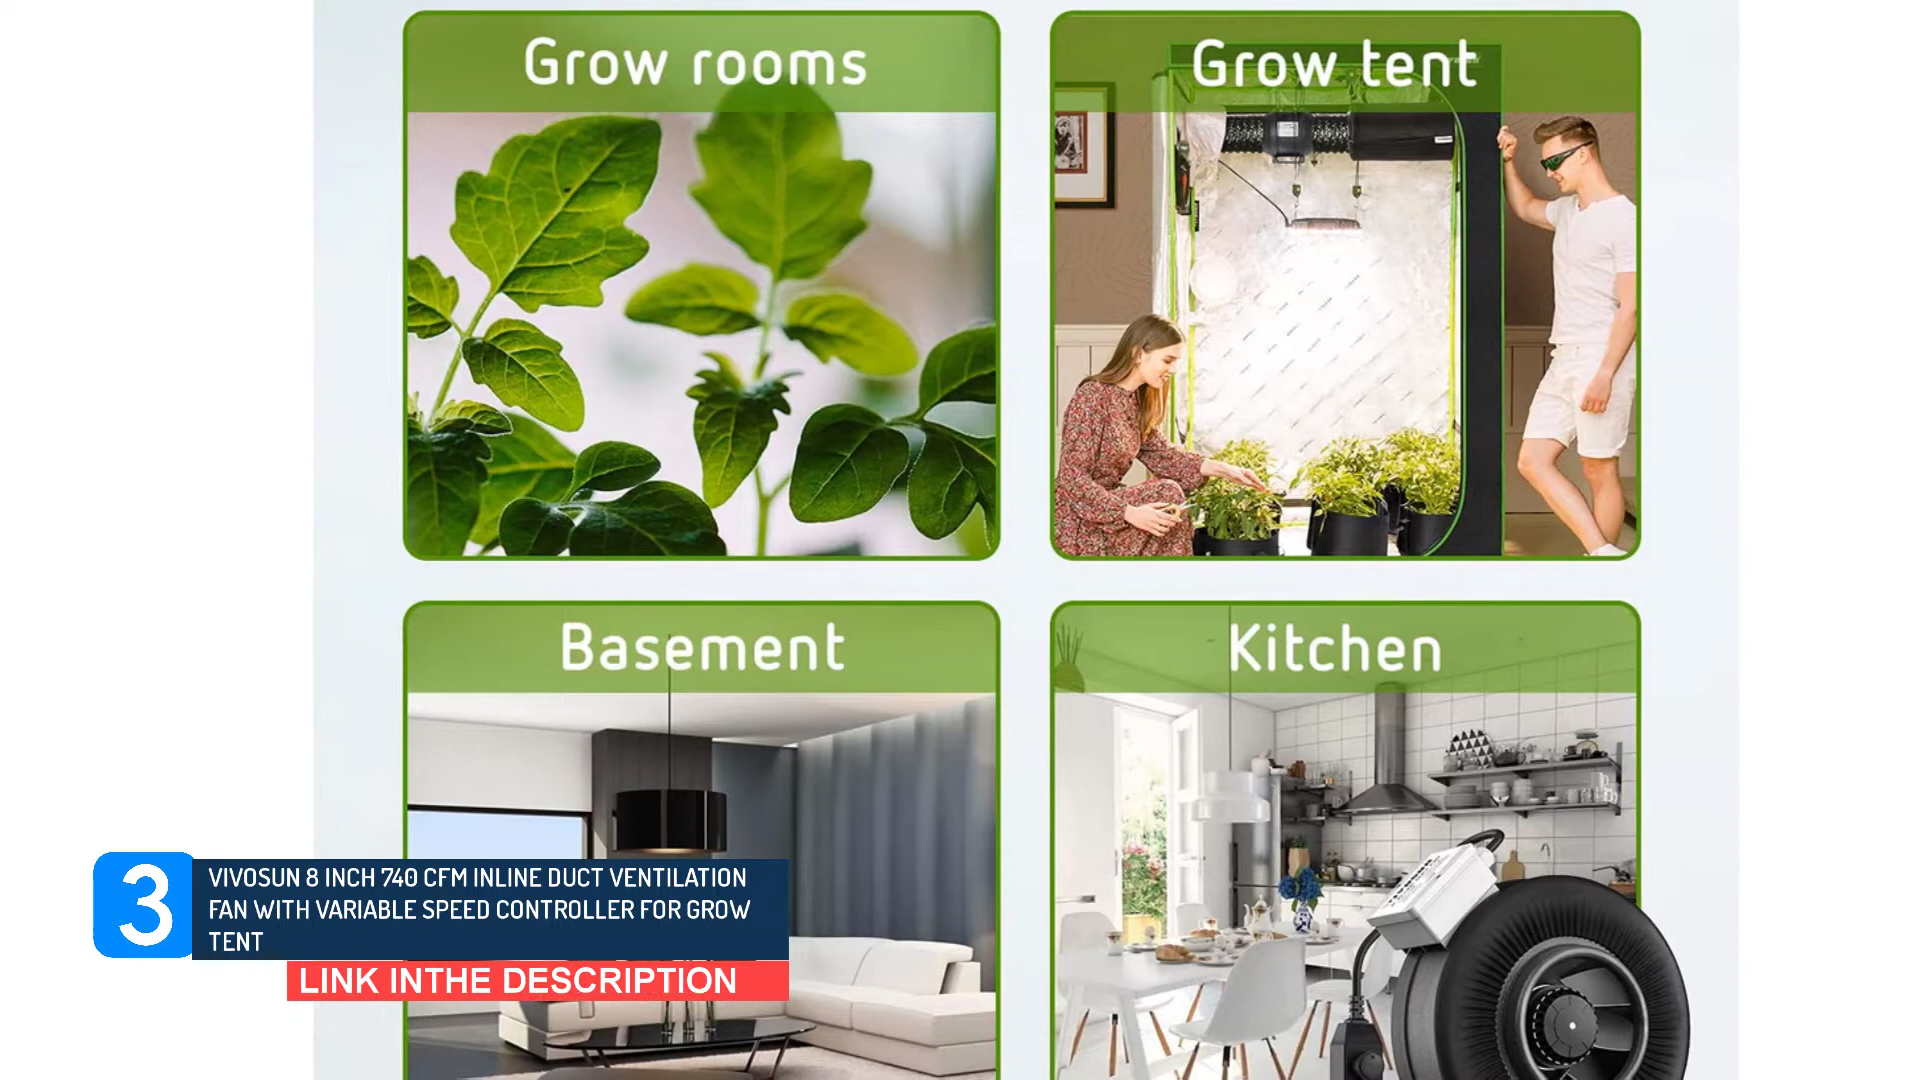 Grow rooms
Grow tent
Basement
Kitchen
3
VIVOSUN 8 INCH 740 CFM INLINE DUCT VENTILATION
FAN WITH VARIABLE SPEED CONTROLLER FOR GROW
TENT
LINK INTHE DESCRIPTION